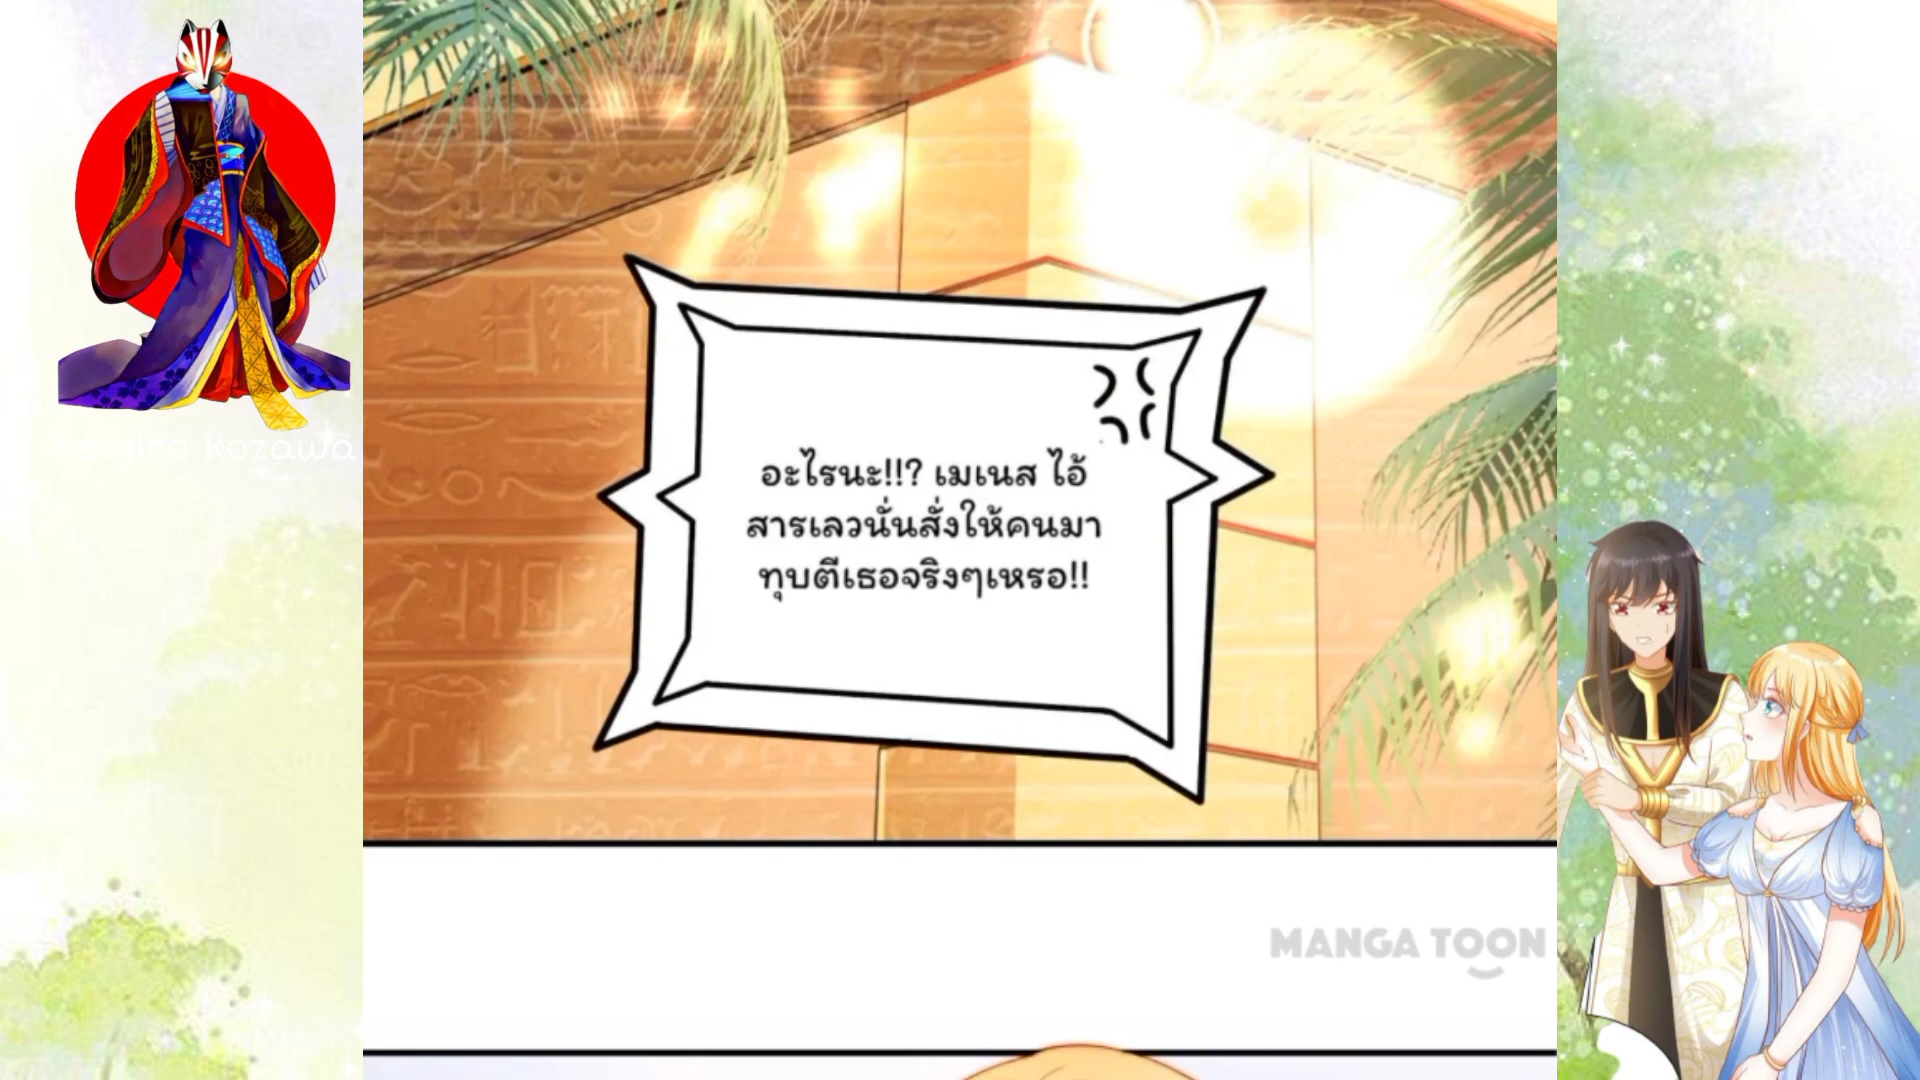 Kenjiro kozawa
อะไรนะ!!? เมเนส ไอ้
สารเลวนั่นสั่งให้คนมา
ทุบตีเธอจริงๆเหรอ!!
MANGA TOON